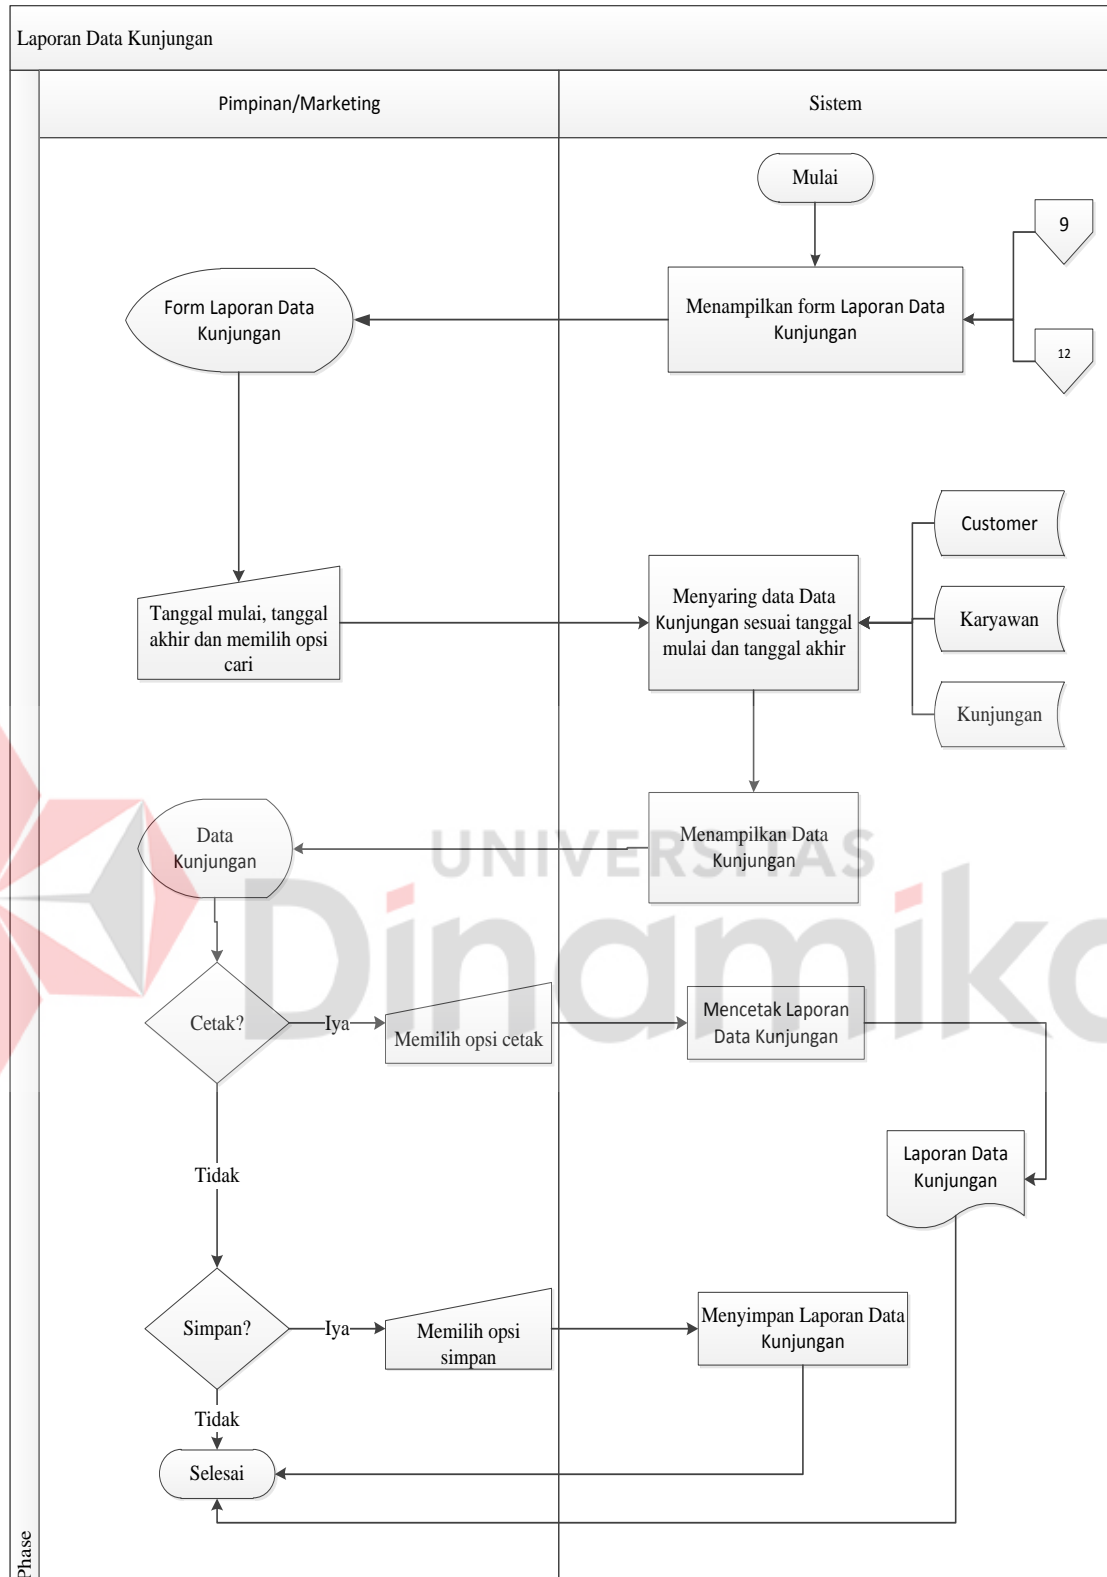 Laporan Data Kunjungan
Pimpinan/Marketing
Sistem
Mulai
9
Form Laporan Data
Kunjungan
Menampilkan form Laporan Data
Kunjungan
12
Customer
Tanggal mulai, tanggal
akhir dan memilih opsi
cari
Menyaring data Data
Kunjungan sesuai tanggal
mulai dan tanggal akhir
Karyawan
Kunjungan
Data
Kunjungan
Menampilkan Data
Kunjungan
UNIVERSITAS
Dinamika
Cetak?
Iya
Memilih opsi cetak
Mencetak Laporan
Data Kunjungan
Tidak
Laporan Data
Kunjungan
Simpan?
Iya
Memilih opsi
simpan
Menyimpan Laporan Data
Kunjungan
Tidak
Selesai
Phase